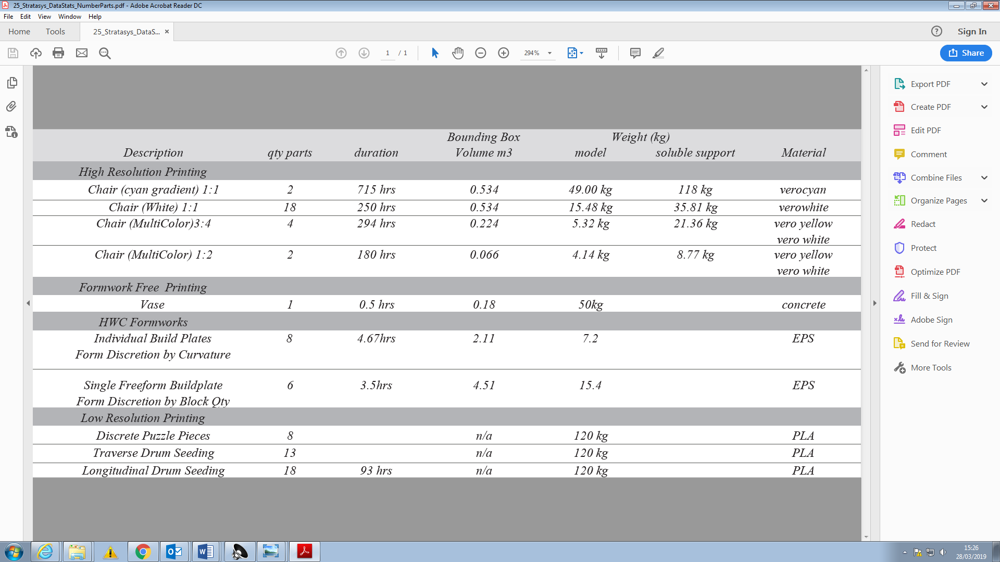 25_Stratasys_DataStats_NumberParts.pdf - Adobe Acrobat Reader DC
File Edit View Window Help
Home Tools 25_Stratasys_DataS... Sign In
1 / 1 294% Share
Bounding Box Weight (kg)
Description qty parts duration Volume m3 model soluble support Material
High Resolution Printing
Chair (cyan gradient) 1:1 2 715 hrs 0.534 49.00 kg 118 kg verocyan
Chair (White) 1:1 18 250 hrs 0.534 15.48 kg 35.81 kg verowhite
Chair (MultiColor)3:4 4 294 hrs 0.224 5.32 kg 21.36 kg vero yellow
vero white
Chair (MultiColor) 1:2 2 180 hrs 0.066 4.14 kg 8.77 kg vero yellow
vero white
Formwork Free Printing
Vase 1 0.5 hrs 0.18 50kg concrete
HWC Formworks
Individual Build Plates 8 4.67hrs 2.11 7.2 EPS
Form Discretion by Curvature
Single Freeform Buildplate 6 3.5hrs 4.51 15.4 EPS
Form Discretion by Block Qty
Low Resolution Printing
Discrete Puzzle Pieces 8 n/a 120 kg PLA
Traverse Drum Seeding 13 n/a 120 kg PLA
Longitudinal Drum Seeding 18 93 hrs n/a 120 kg PLA
Export PDF
Create PDF
Edit PDF
Comment
Combine Files
Organize Pages
Redact
Protect
Optimize PDF
Fill & Sign
Adobe Sign
Send for Review
More Tools
15:26
28/03/2019